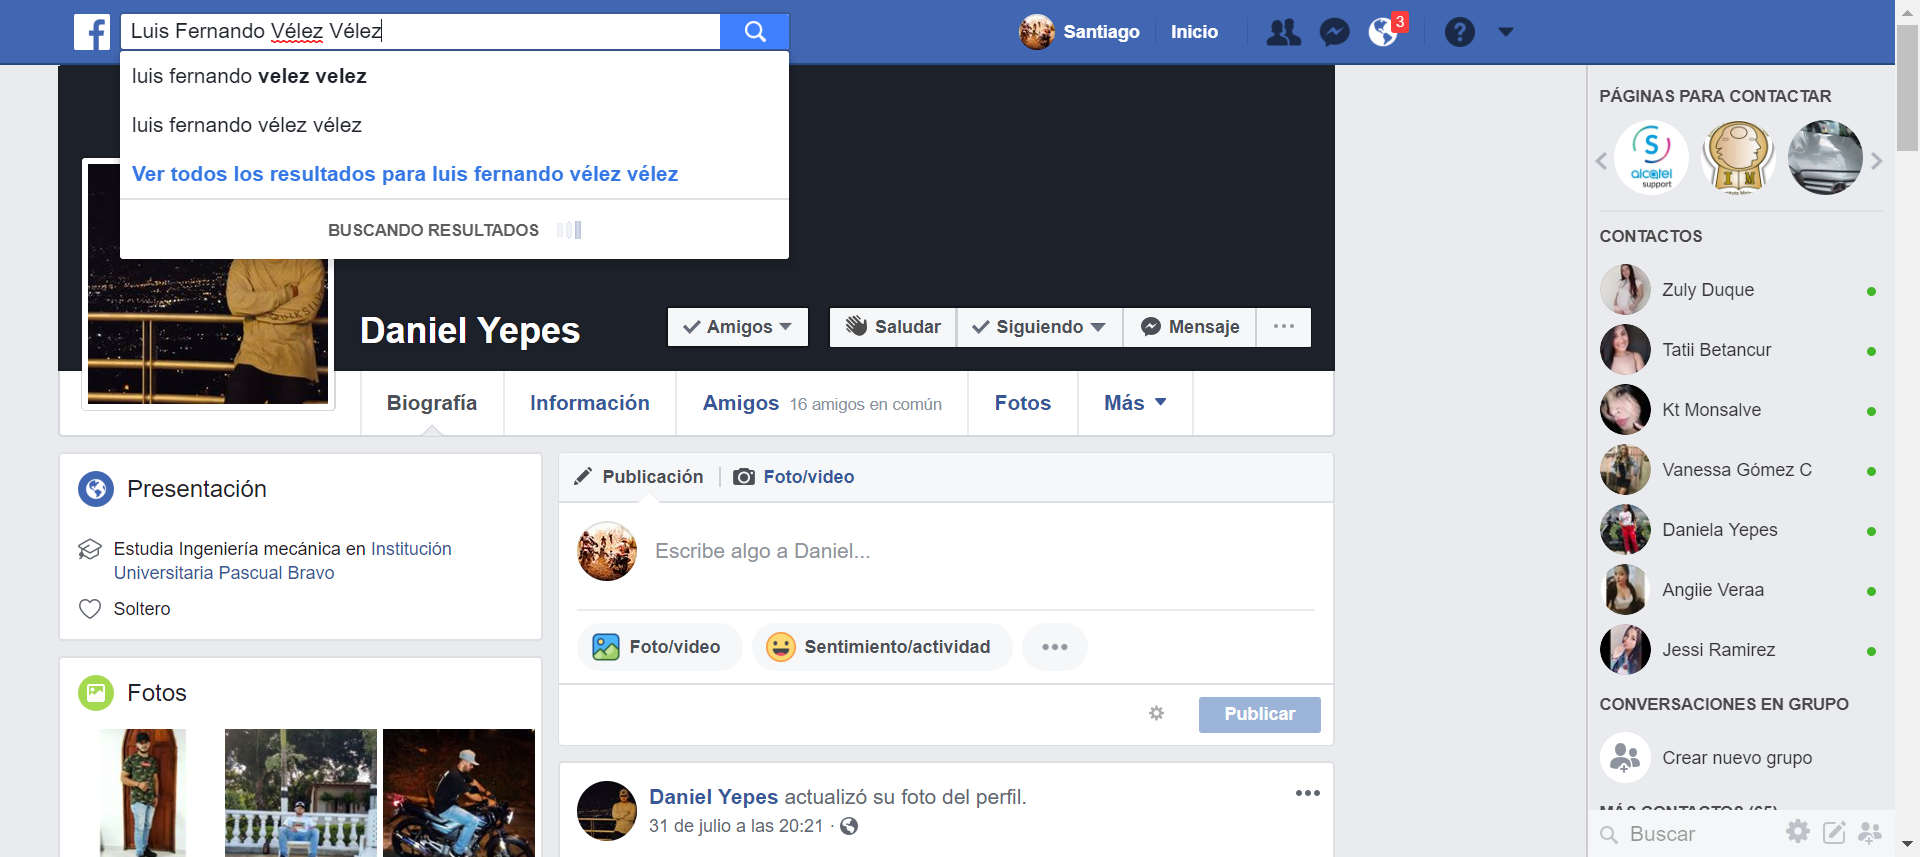 Luis Fernando Vélez Vélez
Santiago
Inicio
3
luis fernando velez velez
luis fernando vélez vélez
Ver todos los resultados para luis fernando vélez vélez
BUSCANDO RESULTADOS
Daniel Yepes
Amigos
Saludar
Siguiendo
Mensaje
Biografía
Información
Amigos 16 amigos en común
Fotos
Más
Presentación
Estudia Ingeniería mecánica en Institución
Universitaria Pascual Bravo
Soltero
Fotos
Publicación
Foto/video
Escribe algo a Daniel...
Foto/video
Sentimiento/actividad
Publicar
Daniel Yepes actualizó su foto del perfil.
31 de julio a las 20:21 ·
PÁGINAS PARA CONTACTAR
S
alcatel
support
I M
CONTACTOS
Zuly Duque
Tatii Betancur
Kt Monsalve
Vanessa Gómez C
Daniela Yepes
Angiie Veraa
Jessi Ramirez
CONVERSACIONES EN GRUPO
Crear nuevo grupo
MÁS CONTACTOS (65)
Buscar